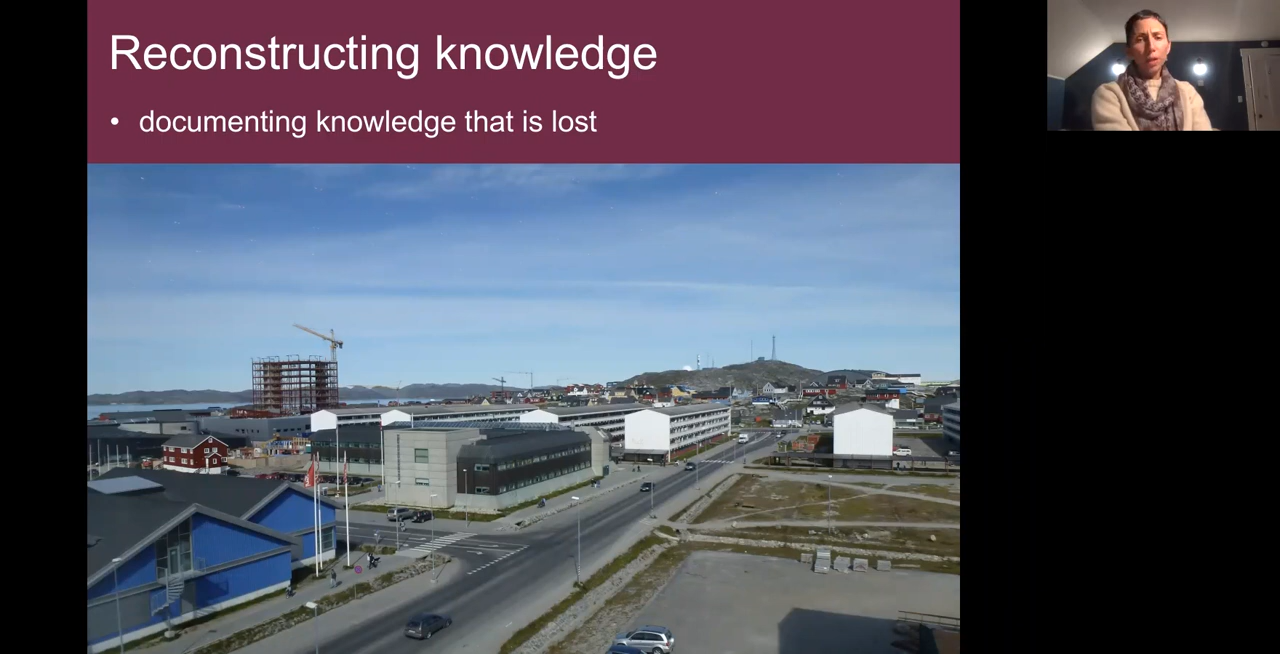 Reconstructing knowledge
• documenting knowledge that is lost